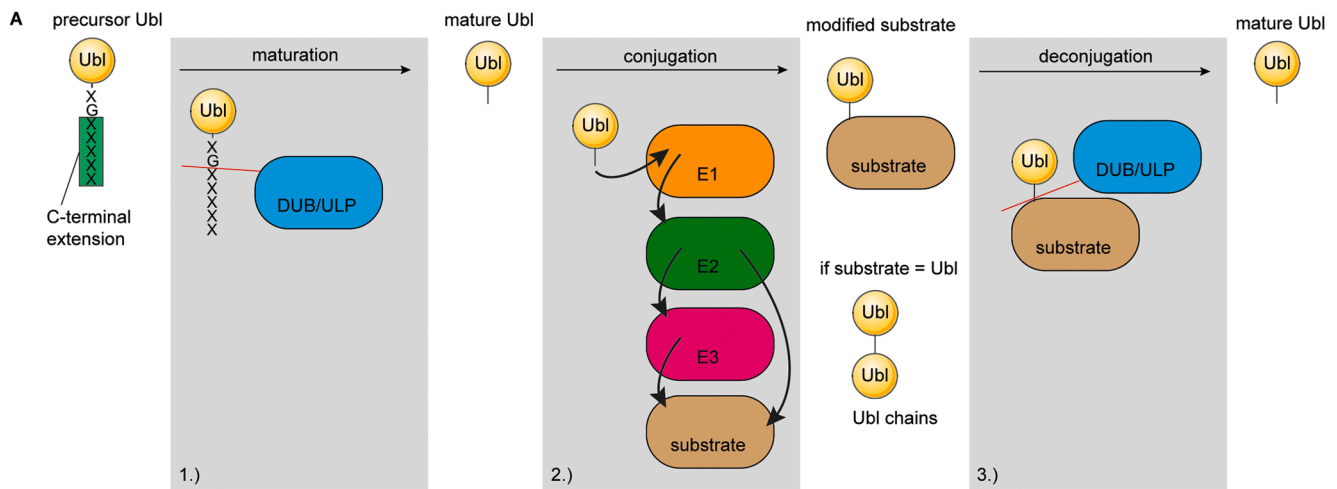 A
precursor Ubl
Ubl
X
G
X
X
X
X
X
C-terminal
extension
maturation
Ubl
X
G
X
X
X
X
X
DUB/ULP
1.)
mature Ubl
Ubl
conjugation
Ubl
E1
E2
E3
substrate
2.)
modified substrate
Ubl
substrate
if substrate = Ubl
Ubl
Ubl
Ubl chains
deconjugation
Ubl
DUB/ULP
substrate
3.)
mature Ubl
Ubl